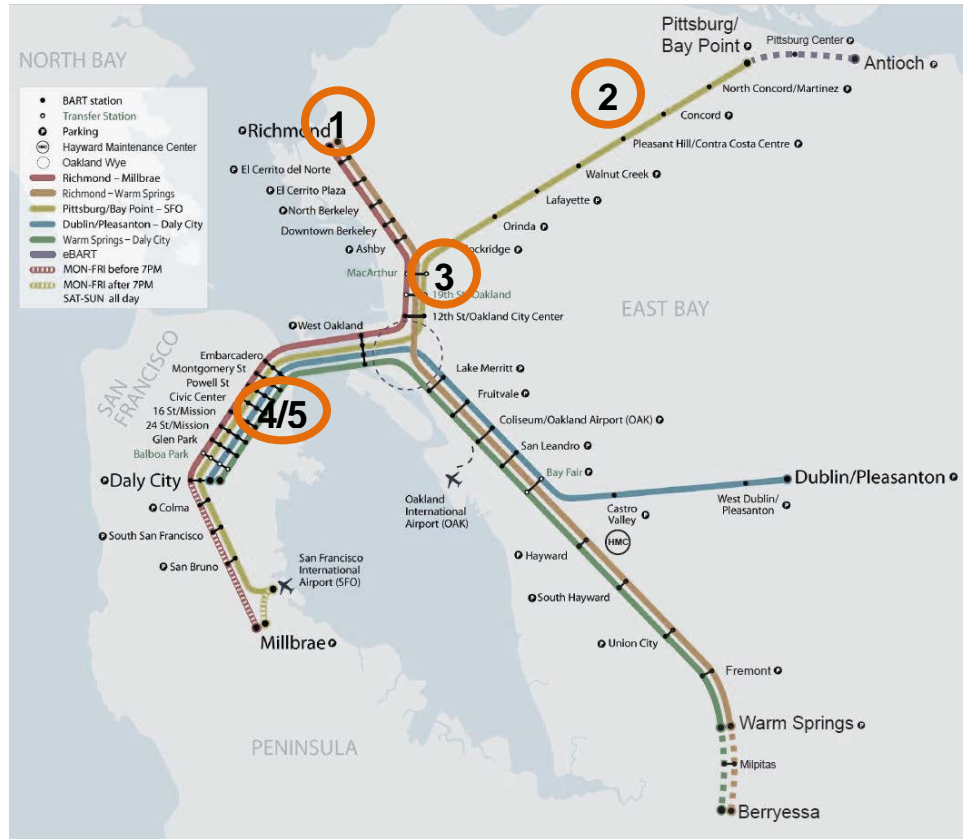 NORTH BAY
BART station
Transfer Station
P Parking
HMC Hayward Maintenance Center
Oakland Wye
Richmond – Millbrae
Richmond – Warm Springs
Pittsburg/Bay Point – SFO
Dublin/Pleasanton – Daly City
Warm Springs – Daly City
eBART
MON-FRI before 7PM
MON-FRI after 7PM
SAT-SUN all day
Pittsburg/
Bay Point P
Pittsburg Center P
Antioch P
North Concord/Martinez P
2
Concord P
Pleasant Hill/Contra Costa Centre P
Walnut Creek P
Lafayette P
Orinda P
1
P Richmond
P El Cerrito del Norte
P El Cerrito Plaza
P North Berkeley
Downtown Berkeley
P Ashby
MacArthur
3
19th St/Oakland
12th St/Oakland City Center
EAST BAY
P West Oakland
SAN
FRANCISCO
Embarcadero
Montgomery St
Powell St
Civic Center
16 St/Mission
24 St/Mission
Glen Park
Balboa Park
4/5
P Daly City
P Colma
P South San Francisco
P San Bruno
San Francisco
International
Airport (SFO)
Millbrae P
Lake Merritt P
Fruitvale P
Coliseum/Oakland Airport (OAK) P
San Leandro P
Bay Fair P
Oakland
International
Airport (OAK)
Dublin/Pleasanton P
West Dublin/
Pleasanton P
Castro
Valley P
HMC
P Hayward
P South Hayward
P Union City
Fremont P
Warm Springs P
Milpitas
Berryessa
PENINSULA